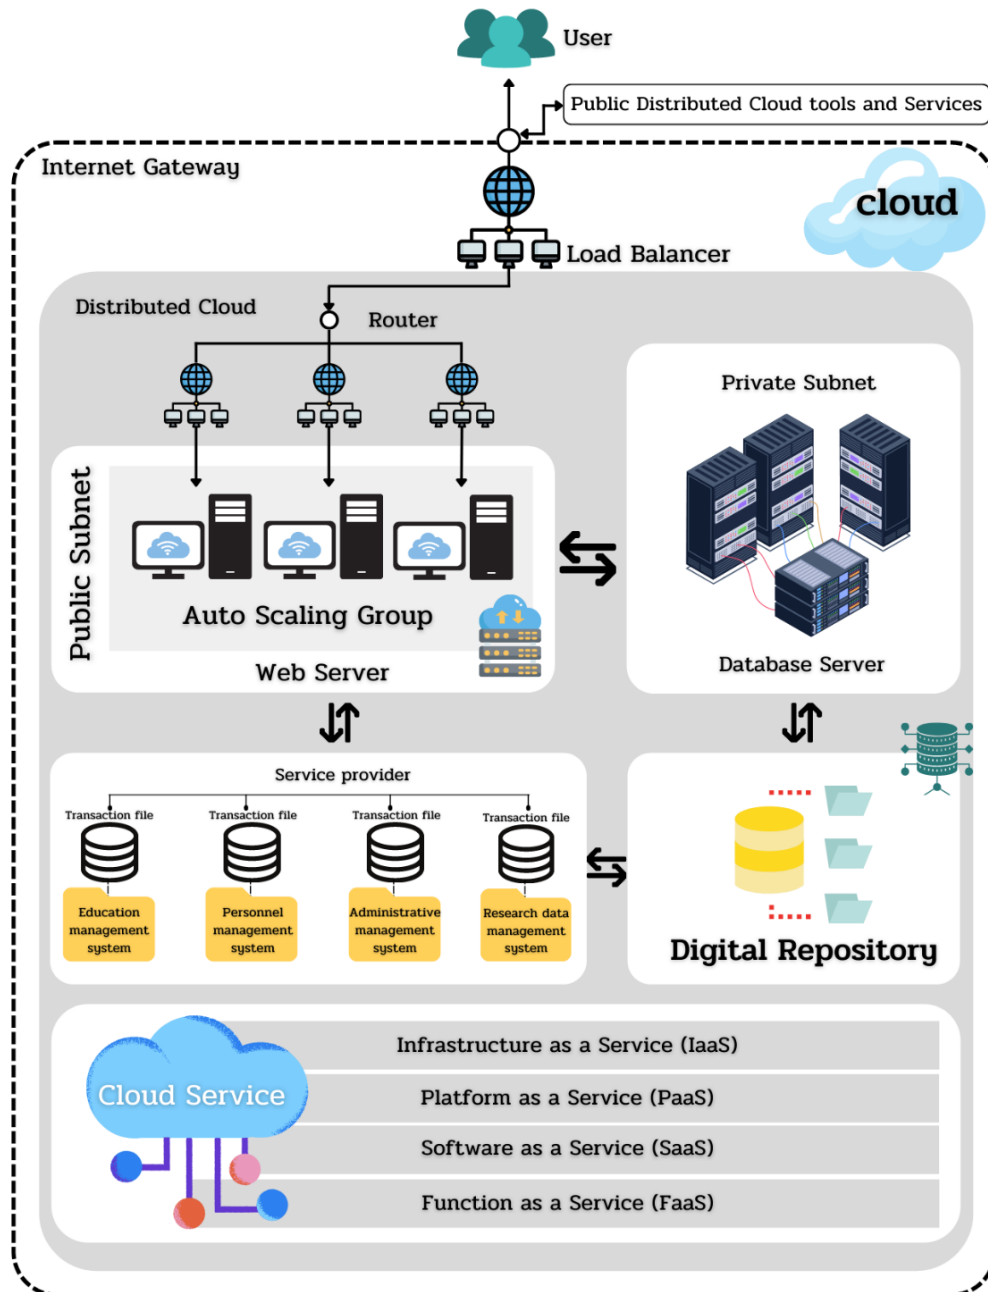 User
Public Distributed Cloud tools and Services
Internet Gateway
cloud
Load Balancer
Distributed Cloud
Router
Private Subnet
Public Subnet
Auto Scaling Group
Web Server
Database Server
Service provider
Transaction file
Transaction file
Transaction file
Transaction file
Education
management
system
Personnel
management
system
Administrative
management
system
Research data
management
system
Digital Repository
Cloud Service
Infrastructure as a Service (IaaS)
Platform as a Service (PaaS)
Software as a Service (SaaS)
Function as a Service (FaaS)